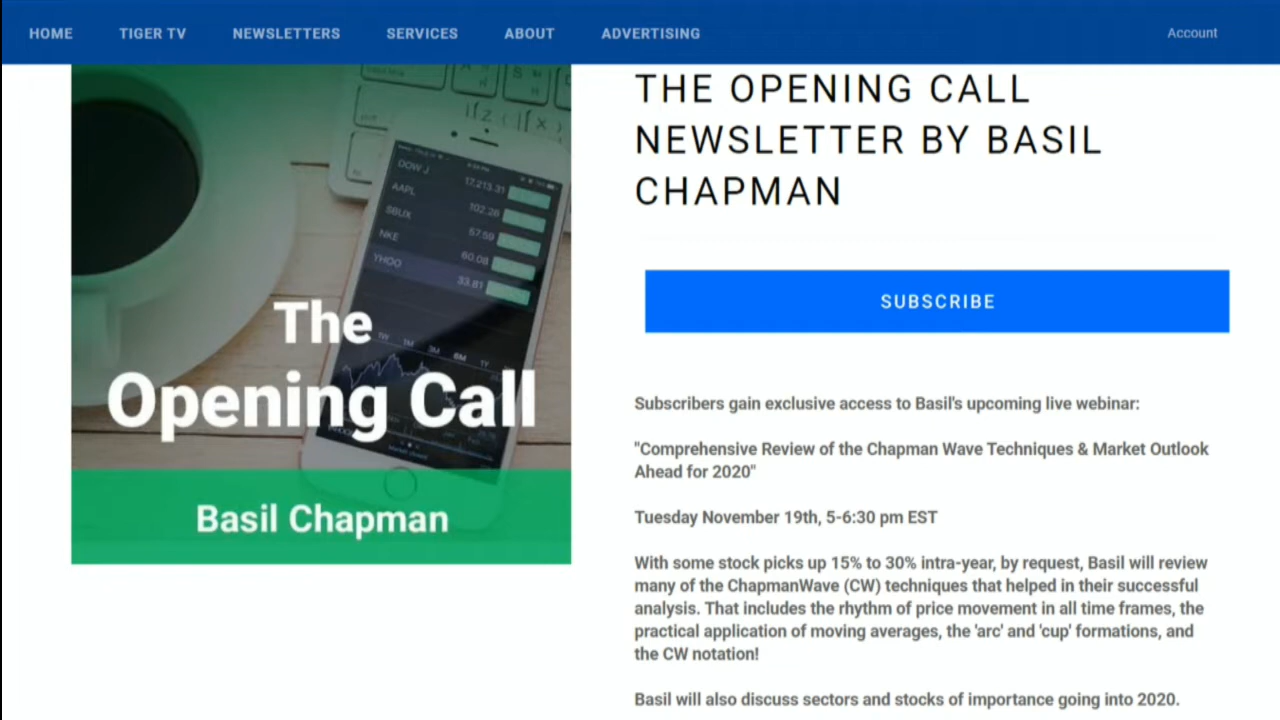 HOME TIGER TV NEWSLETTERS SERVICES ABOUT ADVERTISING Account
THE OPENING CALL
NEWSLETTER BY BASIL
CHAPMAN
DOW J 17,213.31
AAPL 102.26
SBUX 57.59
NKE 60.08
YHOO 33.81
1W 1M 3M 6M 1Y
The
Opening Call
Basil Chapman
SUBSCRIBE
Subscribers gain exclusive access to Basil's upcoming live webinar:
"Comprehensive Review of the Chapman Wave Techniques & Market Outlook
Ahead for 2020"
Tuesday November 19th, 5-6:30 pm EST
With some stock picks up 15% to 30% intra-year, by request, Basil will review
many of the ChapmanWave (CW) techniques that helped in their successful
analysis. That includes the rhythm of price movement in all time frames, the
practical application of moving averages, the 'arc' and 'cup' formations, and
the CW notation!
Basil will also discuss sectors and stocks of importance going into 2020.